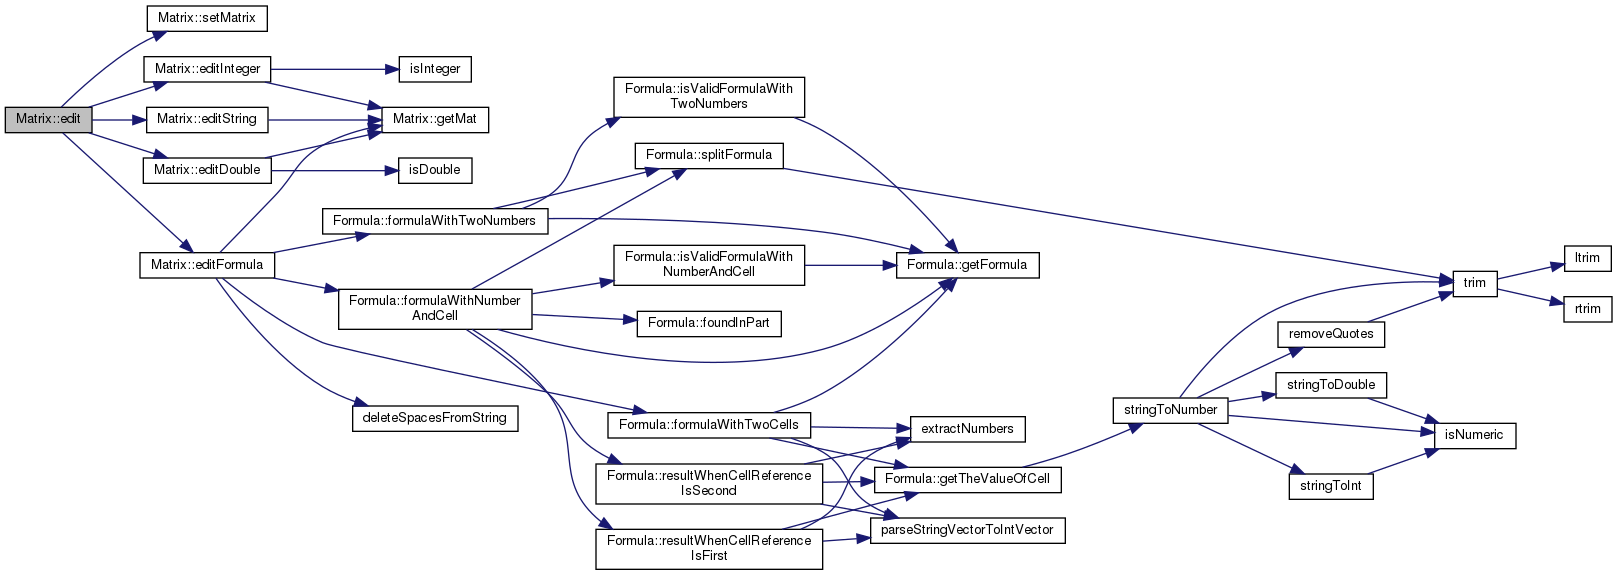 Matrix::setMatrix
Matrix::editInteger
isInteger
Matrix::edit
Matrix::editString
Matrix::getMat
Matrix::editDouble
isDouble
Matrix::editFormula
Formula::isValidFormulaWith
TwoNumbers
Formula::splitFormula
Formula::formulaWithTwoNumbers
Formula::isValidFormulaWith
NumberAndCell
Formula::getFormula
Formula::formulaWithNumber
AndCell
Formula::foundInPart
deleteSpacesFromString
Formula::formulaWithTwoCells
extractNumbers
Formula::resultWhenCellReference
IsSecond
Formula::getTheValueOfCell
parseStringVectorToIntVector
Formula::resultWhenCellReference
IsFirst
ltrim
trim
rtrim
removeQuotes
stringToDouble
stringToNumber
isNumeric
stringToInt